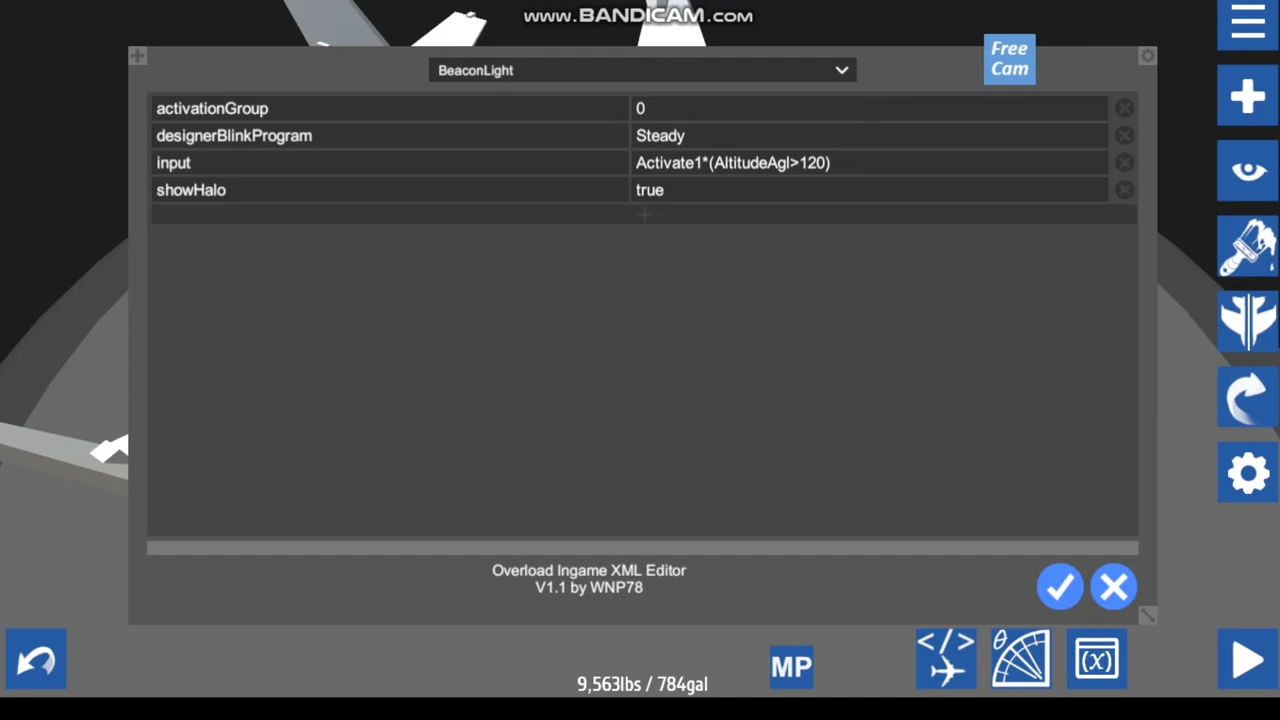 www.BANDICAM.com
Free
Cam
BeaconLight
activationGroup 0
designerBlinkProgram Steady
input Activate1*(AltitudeAgl>120)
showHalo true
Overload Ingame XML Editor
V1.1 by WNP78
MP
</>
θ
(x)
9,563lbs / 784gal